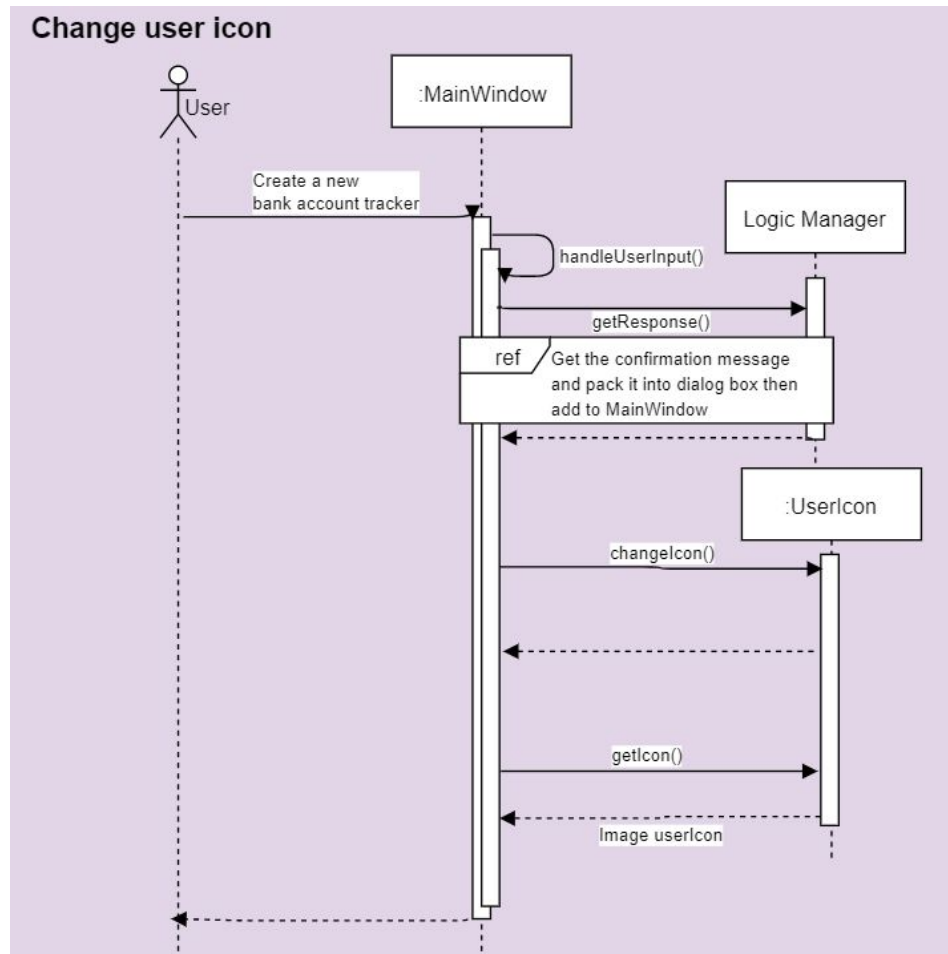 Change user icon
User
:MainWindow
Create a new
bank account tracker
Logic Manager
handleUserInput()
getResponse()
ref
Get the confirmation message
and pack it into dialog box then
add to MainWindow
:UserIcon
changeIcon()
getIcon()
Image userIcon